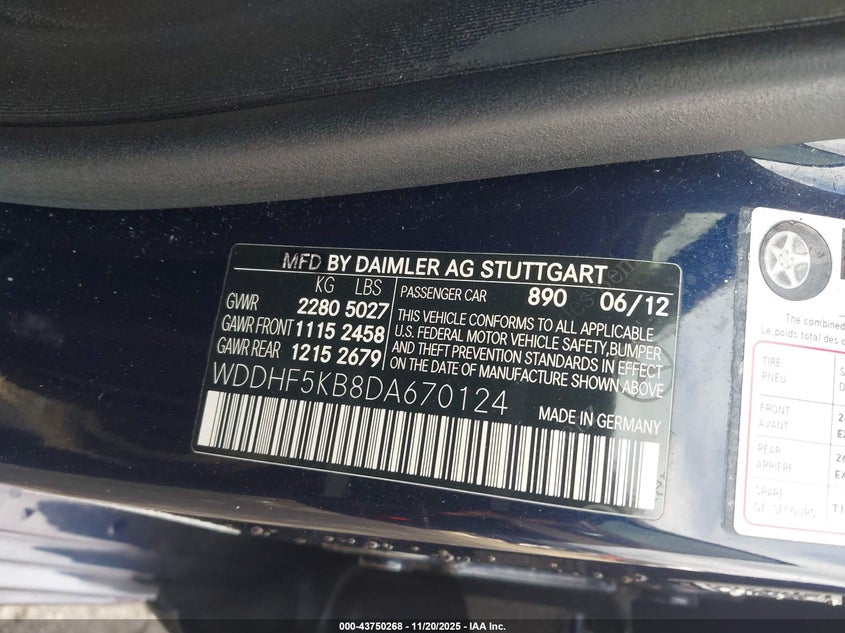 MFD BY DAIMLER AG STUTTGART
KG LBS
GVWR 2280 5027
GAWR FRONT 1115 2458
GAWR REAR 1215 2679
PASSENGER CAR 890 06/12
THIS VEHICLE CONFORMS TO ALL APPLICABLE
U.S. FEDERAL MOTOR VEHICLE SAFETY, BUMPER
AND THEFT PREVENTION STANDARDS IN EFFECT
ON THE DATE OF MANUFACTURE SHOWN ABOVE
WDDHF5KB8DA670124
MADE IN GERMANY
The combined
Le poids total des
TIRE
FRONT
AVANT
REAR
ARRIÈRE
SPARE
DE SECOURS
000-43750268 - 11/20/2025 - IAA Inc.